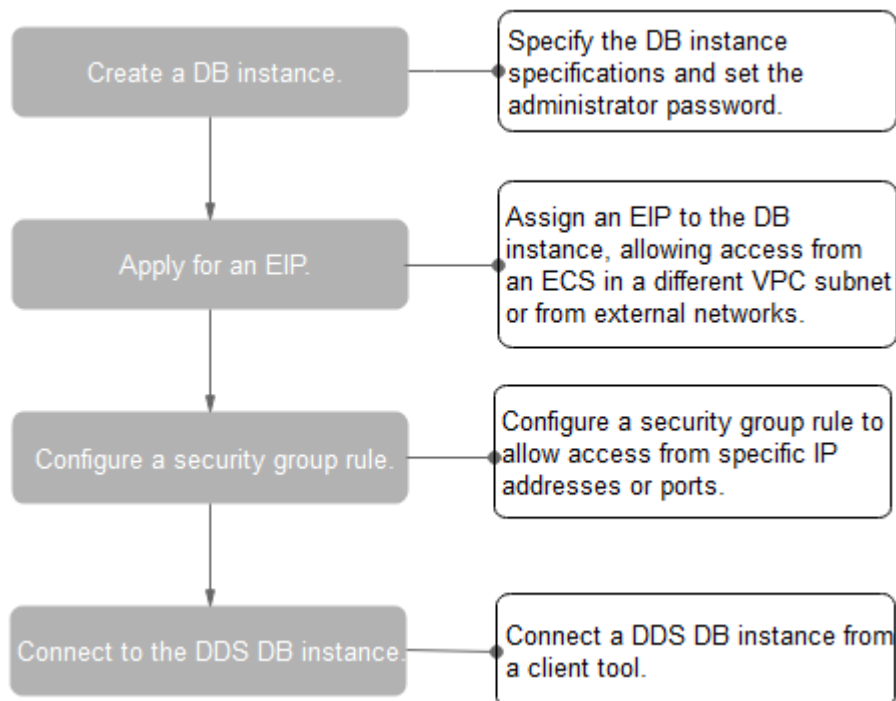 Create a DB instance.
Specify the DB instance
specifications and set the
administrator password.
Apply for an EIP.
Assign an EIP to the DB
instance, allowing access from
an ECS in a different VPC subnet
or from external networks.
Configure a security group rule.
Configure a security group rule to
allow access from specific IP
addresses or ports.
Connect to the DDS DB instance.
Connect a DDS DB instance from
a client tool.